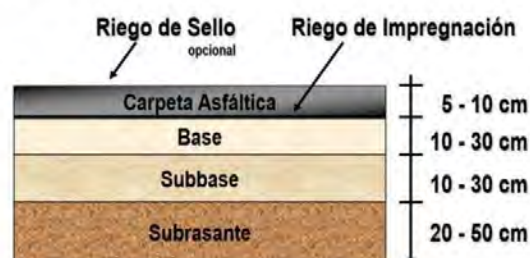 Riego de Sello
opcional
Riego de Impregnación
Carpeta Asfáltica
5 - 10 cm
Base
10 - 30 cm
Subbase
10 - 30 cm
Subrasante
20 - 50 cm